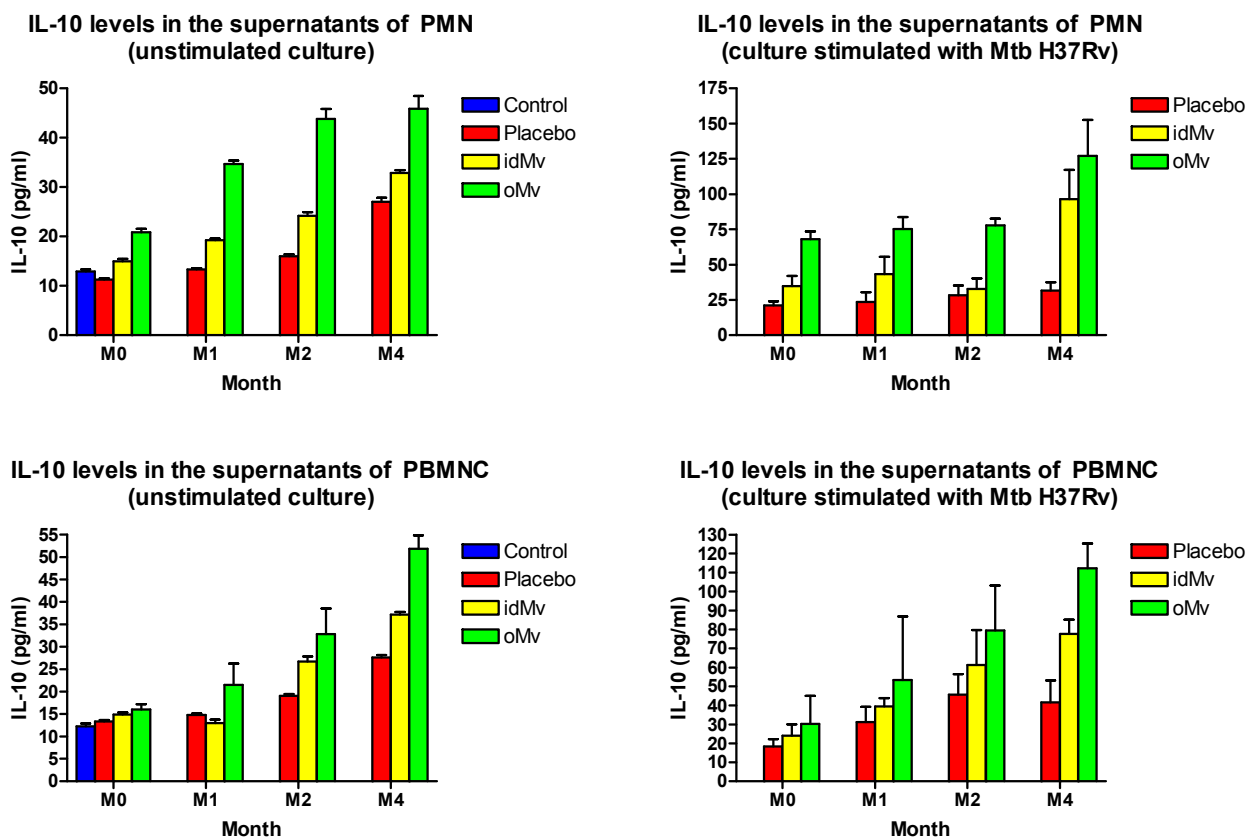 IL-10 levels in the supernatants of PMN
(unstimulated culture)
50
40
30
20
10
0
IL-10 (pg/ml)
M0 M1 M2 M4
Month
Control
Placebo
idMv
oMv
IL-10 levels in the supernatants of PMN
(culture stimulated with Mtb H37Rv)
175
150
125
100
75
50
25
0
IL-10 (pg/ml)
M0 M1 M2 M4
Month
Placebo
idMv
oMv
IL-10 levels in the supernatants of PBMNC
(unstimulated culture)
55
50
45
40
35
30
25
20
15
10
5
0
IL-10 (pg/ml)
M0 M1 M2 M4
Month
Control
Placebo
idMv
oMv
IL-10 levels in the supernatants of PBMNC
(culture stimulated with Mtb H37Rv)
130
120
110
100
90
80
70
60
50
40
30
20
10
0
IL-10 (pg/ml)
M0 M1 M2 M4
Month
Placebo
idMv
oMv